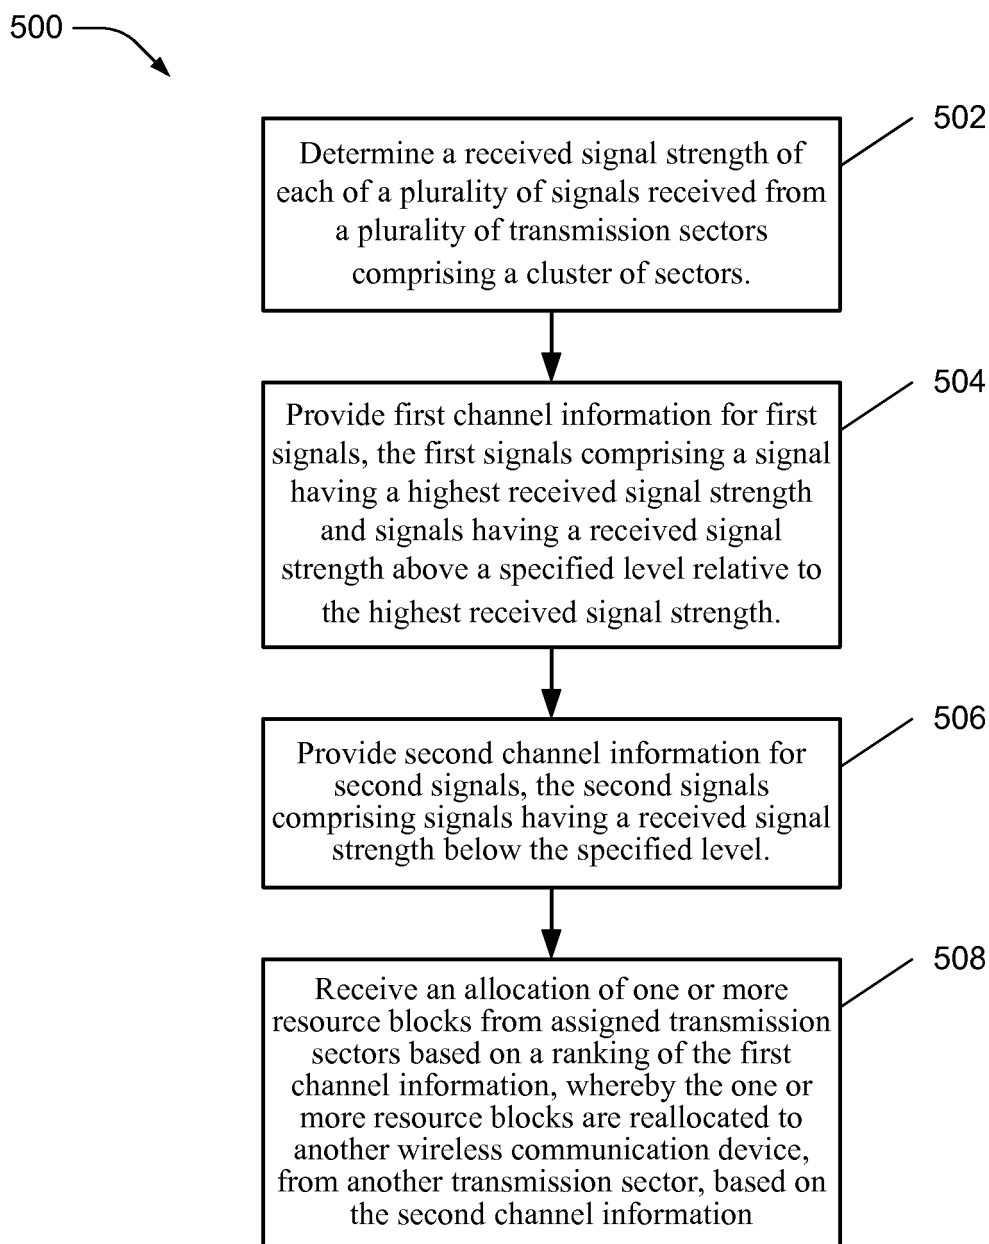 500
502
Determine a received signal strength of
each of a plurality of signals received from
a plurality of transmission sectors
comprising a cluster of sectors.
504
Provide first channel information for first
signals, the first signals comprising a signal
having a highest received signal strength
and signals having a received signal
strength above a specified level relative to
the highest received signal strength.
506
Provide second channel information for
second signals, the second signals
comprising signals having a received signal
strength below the specified level.
508
Receive an allocation of one or more
resource blocks from assigned transmission
sectors based on a ranking of the first
channel information, whereby the one or
more resource blocks are reallocated to
another wireless communication device,
from another transmission sector, based on
the second channel information